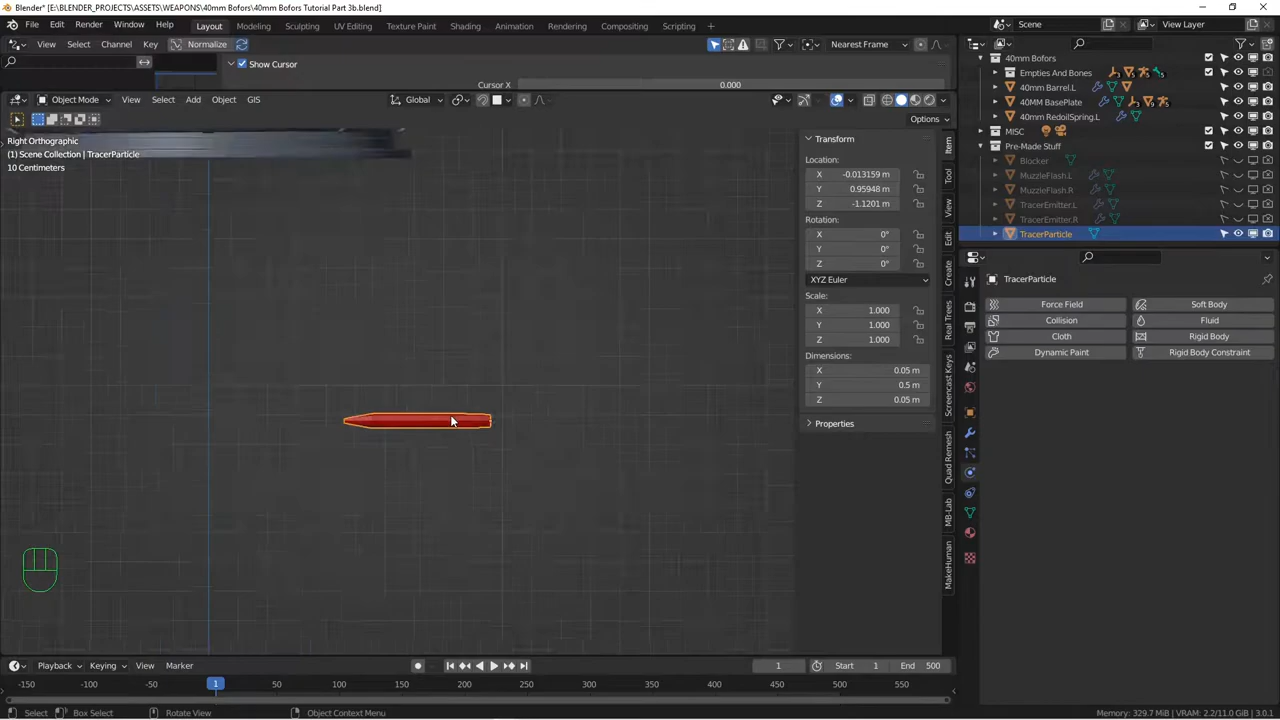 Blender* [E:\BLENDER_PROJECTS\ASSETS\WEAPONS\40mm Bofors\40mm Bofors Tutorial Part 3b.blend]
File Edit Render Window Help Layout Modeling Sculpting UV Editing Texture Paint Shading Animation Rendering Compositing Geometry Nodes Scripting Scene View Layer
View Select Channel Key Normalize Nearest Frame
Show Cursor
Cursor X 0.000
Object Mode View Select Add Object GIS Global
Options
Right Orthographic
(1) Scene Collection | TracerParticle
10 Centimeters
Transform
Location:
X -0.013159 m
Y 0.95948 m
Z -1.1201 m
Rotation:
X 0°
Y 0°
Z 0°
XYZ Euler
Scale:
X 1.000
Y 1.000
Z 1.000
Dimensions:
X 0.05 m
Y 0.5 m
Z 0.05 m
Properties
Item
Tool
View
Edit
Create
Real Trees
Screencast Keys
Quad Remesh
MB-Lab
MakeHuman
40mm Bofors
Empties And Bones
40mm Barrel.L
40MM BasePlate
40mm RedoilSpring.L
MISC
Pre-Made Stuff
Blocker
MuzzleFlash.L
MuzzleFlash.R
TracerEmitter.L
TracerEmitter.R
TracerParticle
TracerParticle
Force Field Soft Body
Collision Fluid
Cloth Rigid Body
Dynamic Paint Rigid Body Constraint
Playback Keying View Marker 1 Start 1 End 500
-150 -100 -50 1 50 100 150 200 250 300 350 400 450 500 550
Select Box Select Rotate View Object Context Menu Memory: 329.7 MiB | VRAM: 2.2/11.0 GiB | 3.0.1